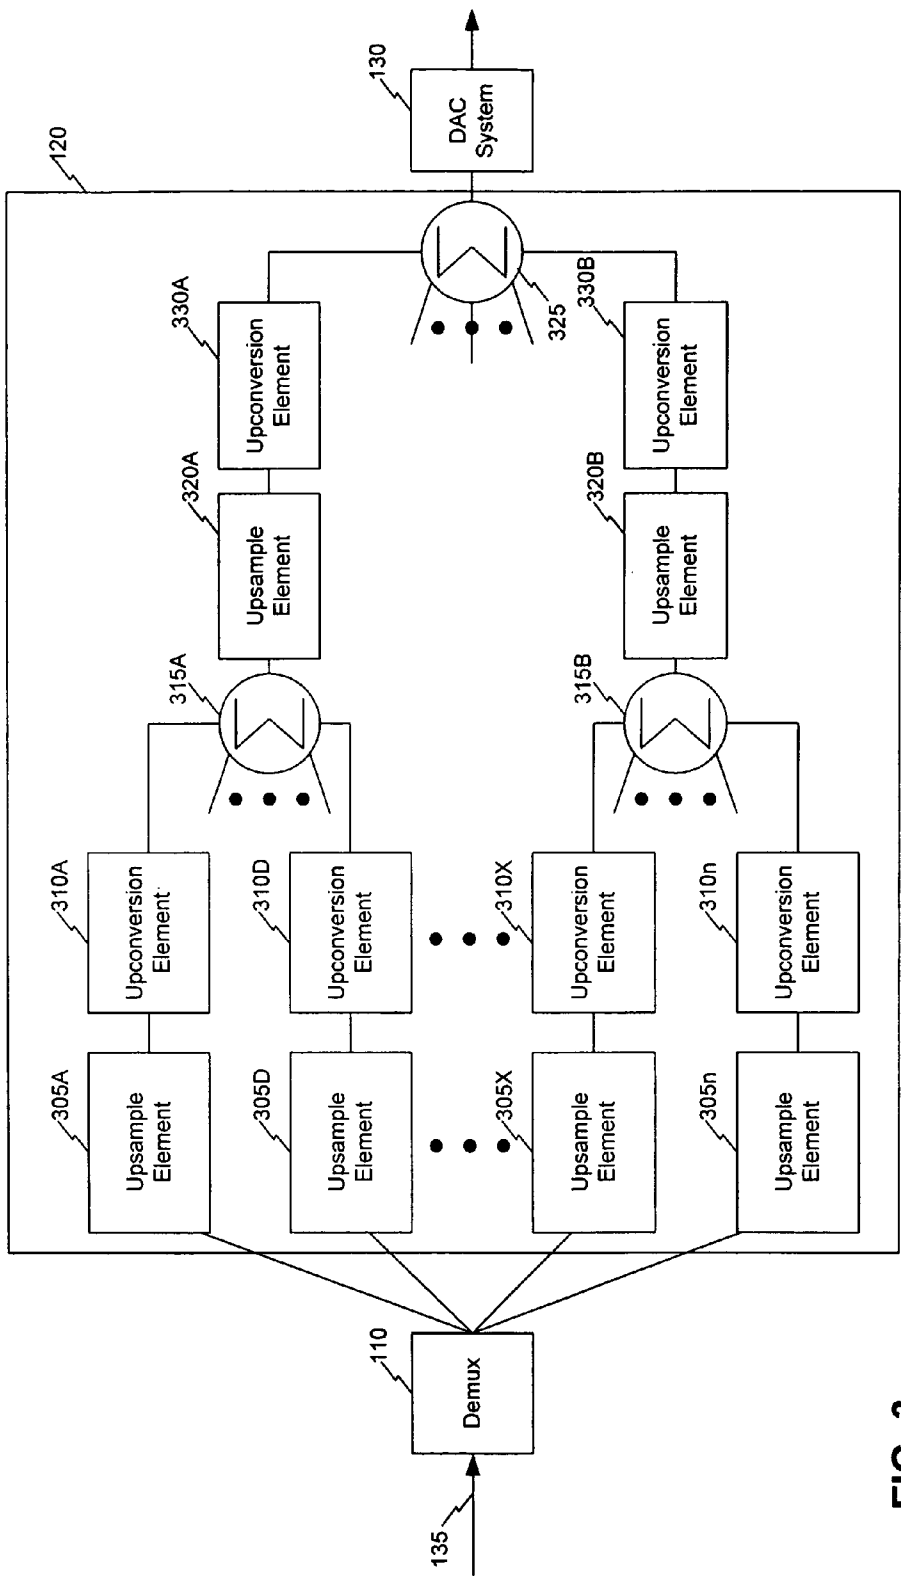 120
305A
310A
Upsample
Element
Upconversion
Element
315A
320A
330A
Σ
Upsample
Element
Upconversion
Element
305D
310D
Upsample
Element
Upconversion
Element
110
130
Demux
Σ
DAC
System
135
305X
310X
325
Upsample
Element
Upconversion
Element
315B
320B
330B
Σ
Upsample
Element
Upconversion
Element
305n
310n
Upsample
Element
Upconversion
Element
FIG.